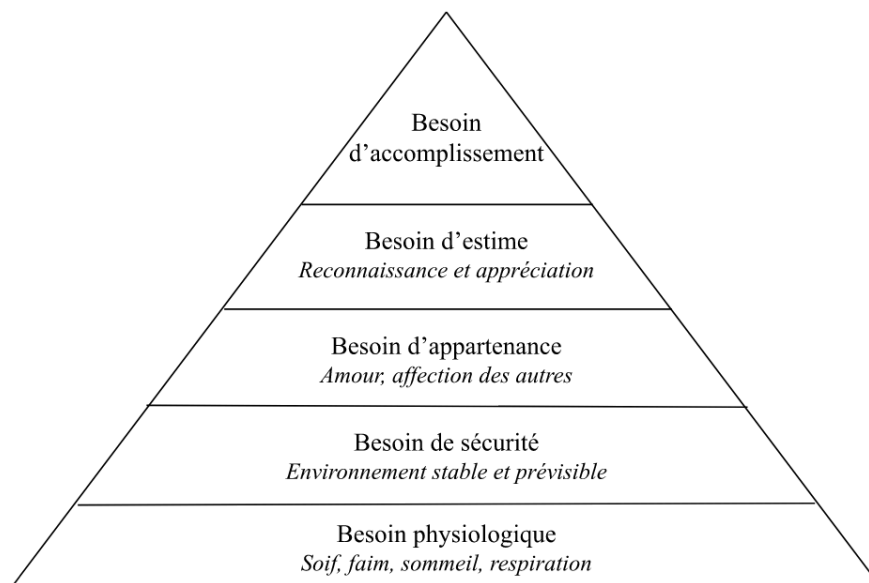 Besoin
d’accomplissement
Besoin d’estime
Reconnaissance et appréciation
Besoin d’appartenance
Amour, affection des autres
Besoin de sécurité
Environnement stable et prévisible
Besoin physiologique
Soif, faim, sommeil, respiration